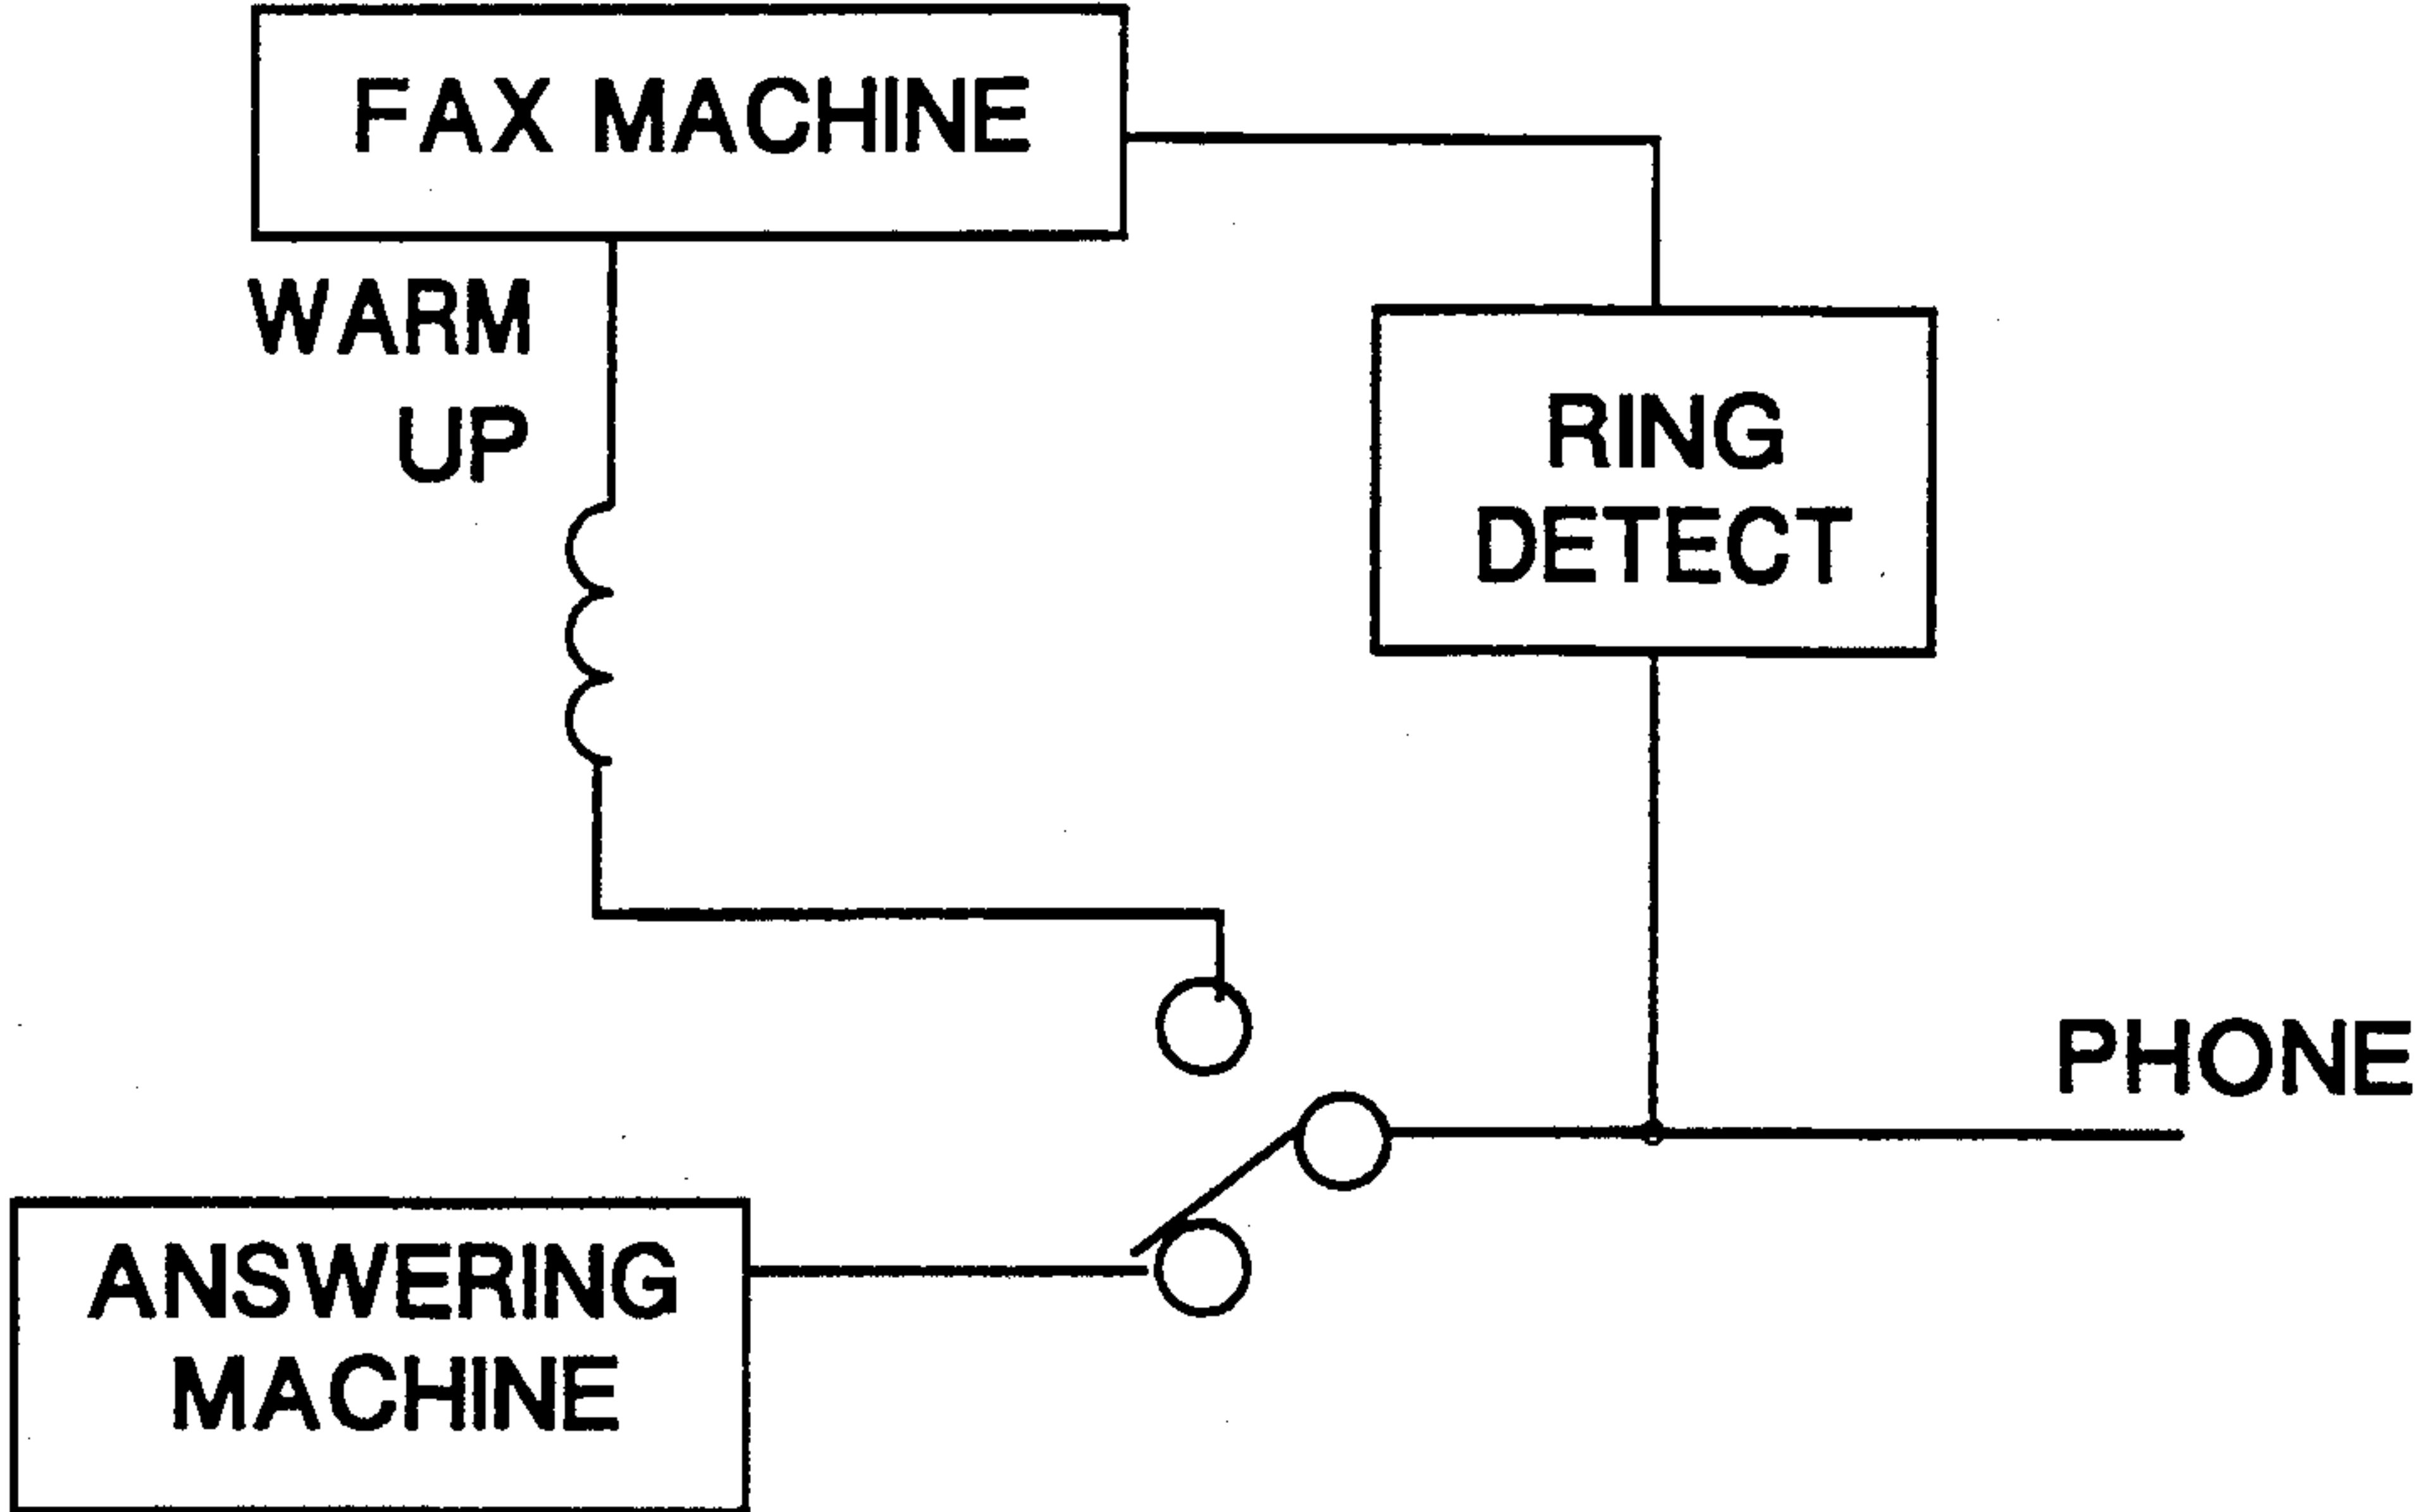 FAX MACHINE
WARM
UP
RING
DETECT
PHONE
ANSWERING
MACHINE